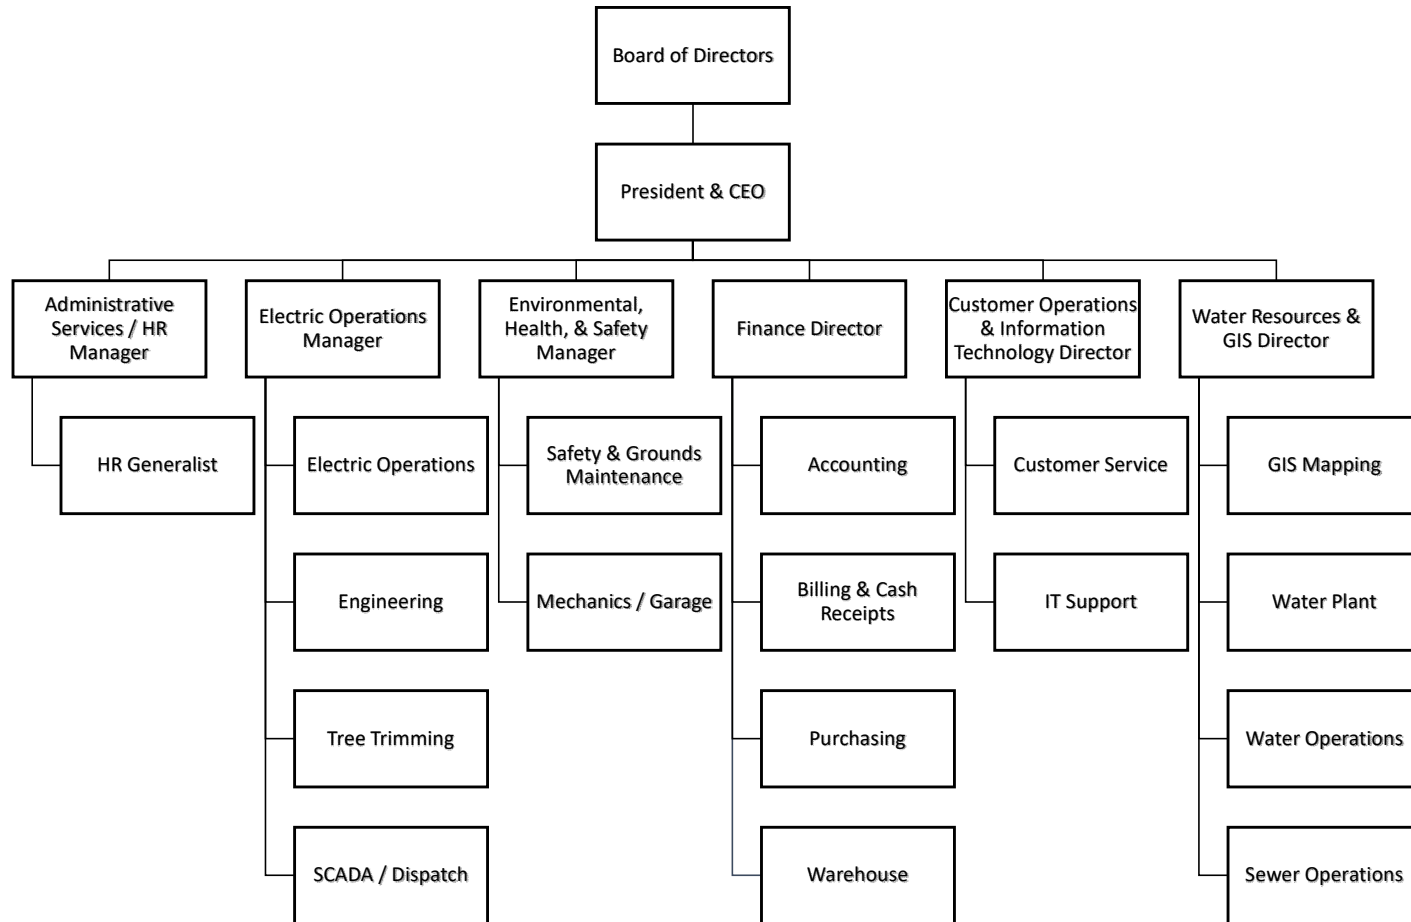 Board of Directors
President & CEO
Administrative
Services / HR
Manager
Electric Operations
Manager
Environmental,
Health, & Safety
Manager
Finance Director
Customer Operations
& Information
Technology Director
Water Resources &
GIS Director
HR Generalist
Electric Operations
Safety & Grounds
Maintenance
Accounting
Customer Service
GIS Mapping
Engineering
Mechanics / Garage
Billing & Cash
Receipts
IT Support
Water Plant
Tree Trimming
Purchasing
Water Operations
SCADA / Dispatch
Warehouse
Sewer Operations